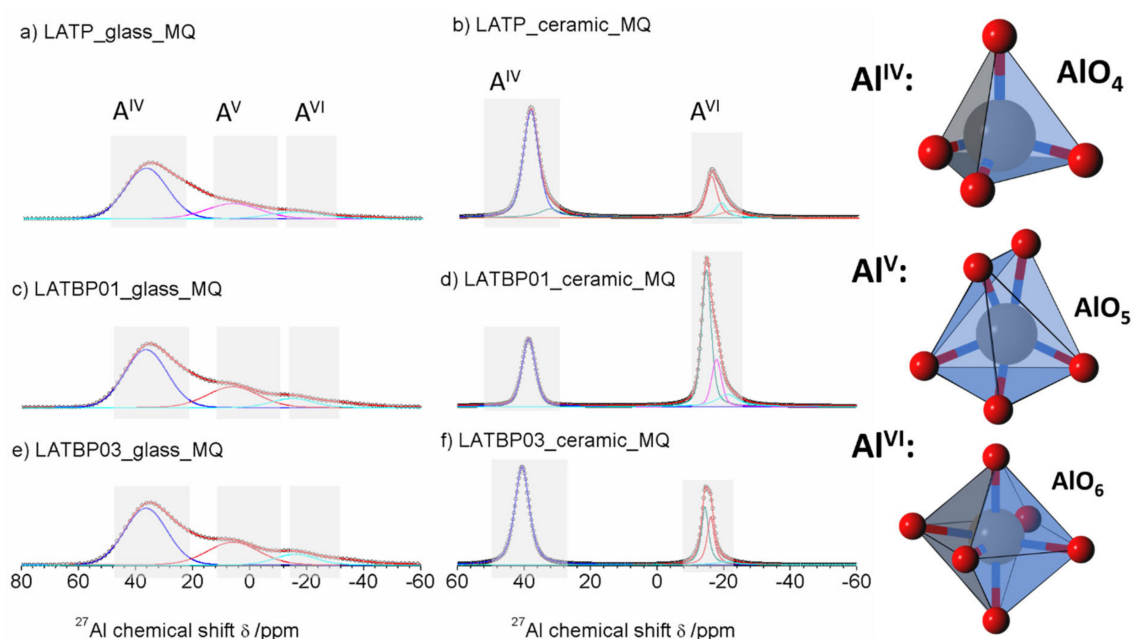 a) LATP_glass_MQ
A^IV A^V A^VI
b) LATP_ceramic_MQ
A^IV A^VI
c) LATBP01_glass_MQ
d) LATBP01_ceramic_MQ
e) LATBP03_glass_MQ
80 60 40 20 0 -20 -40 -60
²⁷Al chemical shift δ /ppm
f) LATBP03_ceramic_MQ
60 40 20 0 -20 -40 -60
²⁷Al chemical shift δ /ppm
Al^IV: AlO₄
Al^V: AlO₅
Al^VI: AlO₆